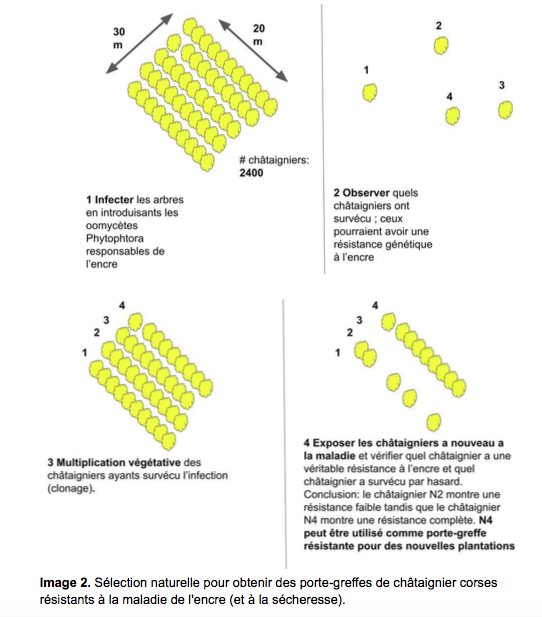 30
m
20
m
# châtaigniers:
2400
1 Infecter les arbres
en introduisants les
oomycètes
Phytophtora
responsables de
l'encre
2
1
4
3
2 Observer quels
châtaigniers ont
survécu ; ceux
pourraient avoir une
résistance génétique
à l'encre
4
3
2
1
3 Multiplication végétative des
châtaigniers ayants survécu l'infection
(clonage).
4
3
2
1
4 Exposer les châtaigniers a nouveau a
la maladie et vérifier quel châtaignier a une
véritable résistance à l'encre et quel
châtaignier a survécu par hasard.
Conclusion: le châtaignier N2 montre une
résistance faible tandis que le châtaignier
N4 montre une résistance complète. N4
peut être utilisé comme porte-greffe
résistante pour des nouvelles plantations
Image 2. Sélection naturelle pour obtenir des porte-greffes de châtaignier corses
résistants à la maladie de l'encre (et à la sécheresse).